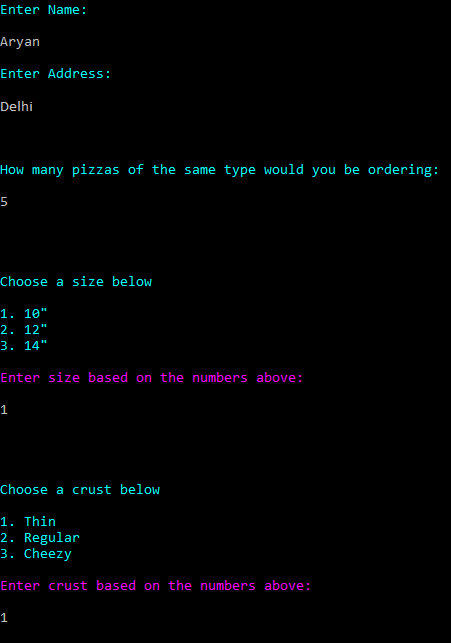 Enter Name:
Aryan
Enter Address:
Delhi
How many pizzas of the same type would you be ordering:
5
Choose a size below
1. 10"
2. 12"
3. 14"
Enter size based on the numbers above:
1
Choose a crust below
1. Thin
2. Regular
3. Cheezy
Enter crust based on the numbers above:
1